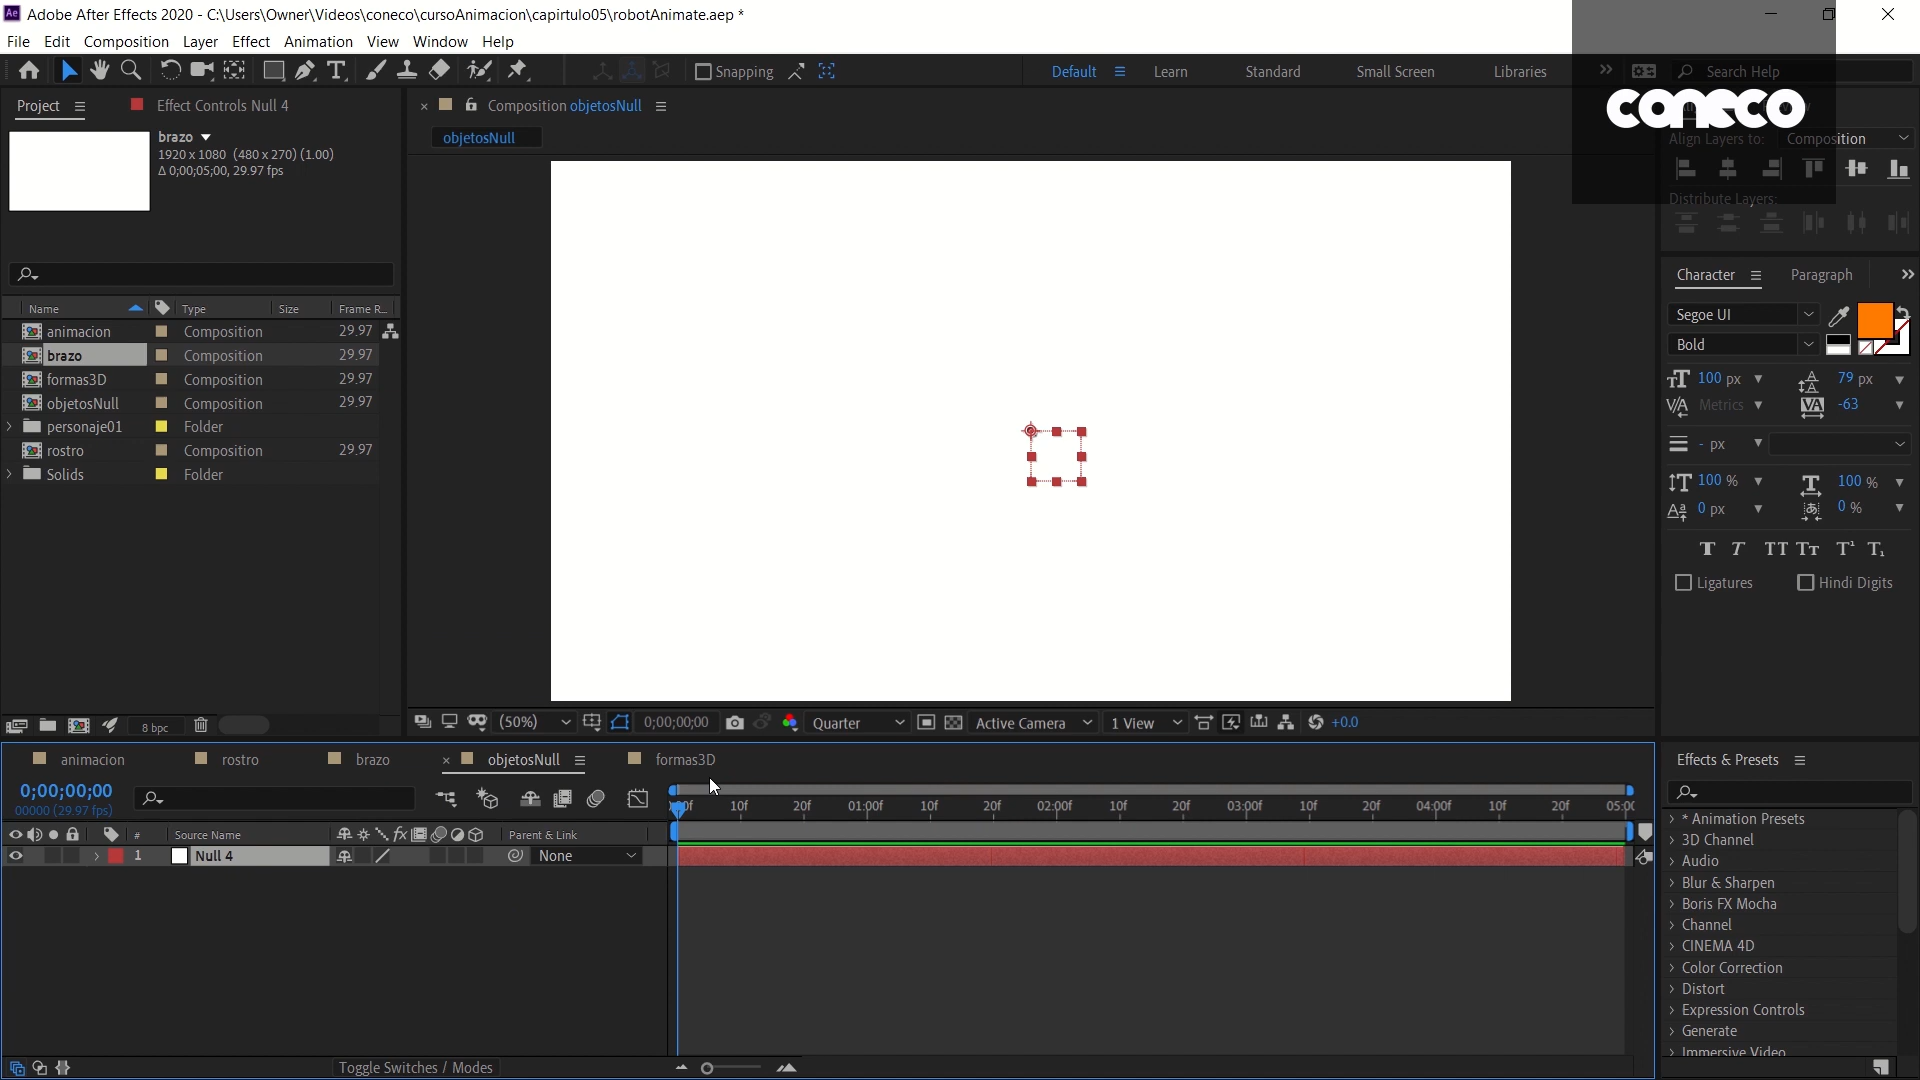 Adobe After Effects 2020 - C:\Users\Owner\Videos\coneco\cursoAnimacion\capirtulo05\robotAnimate.aep *
File Edit Composition Layer Effect Animation View Window Help
Snapping Default Learn Standard Small Screen Libraries Search Help
coneco
Project Effect Controls Null 4
Composition objetosNull
objetosNull
brazo
1920 x 1080 (480 x 270) (1.00)
Δ 0;00;05;00, 29.97 fps
Align Layers to: Composition
Distribute Layers:
Name Type Size Frame R...
animacion Composition 29.97
brazo Composition 29.97
formas3D Composition 29.97
objetosNull Composition 29.97
personaje01 Folder
rostro Composition 29.97
Solids Folder
8 bpc
(50%) 0;00;00;00 Quarter Active Camera 1 View +0.0
Character Paragraph
Segoe UI
Bold
100 px 79 px
Metrics -63
- px
100 % 100 %
0 px 0 %
T T TT Tt T¹ T₁
Ligatures Hindi Digits
animacion rostro brazo objetosNull formas3D
0;00;00;00
00000 (29.97 fps)
10f 20f 01:00f 10f 20f 02:00f 10f 20f 03:00f 10f 20f 04:00f 10f 20f
# Source Name Parent & Link
1 Null 4 None
Toggle Switches / Modes
Effects & Presets
* Animation Presets
3D Channel
Audio
Blur & Sharpen
Boris FX Mocha
Channel
CINEMA 4D
Color Correction
Distort
Expression Controls
Generate
Immersive Video